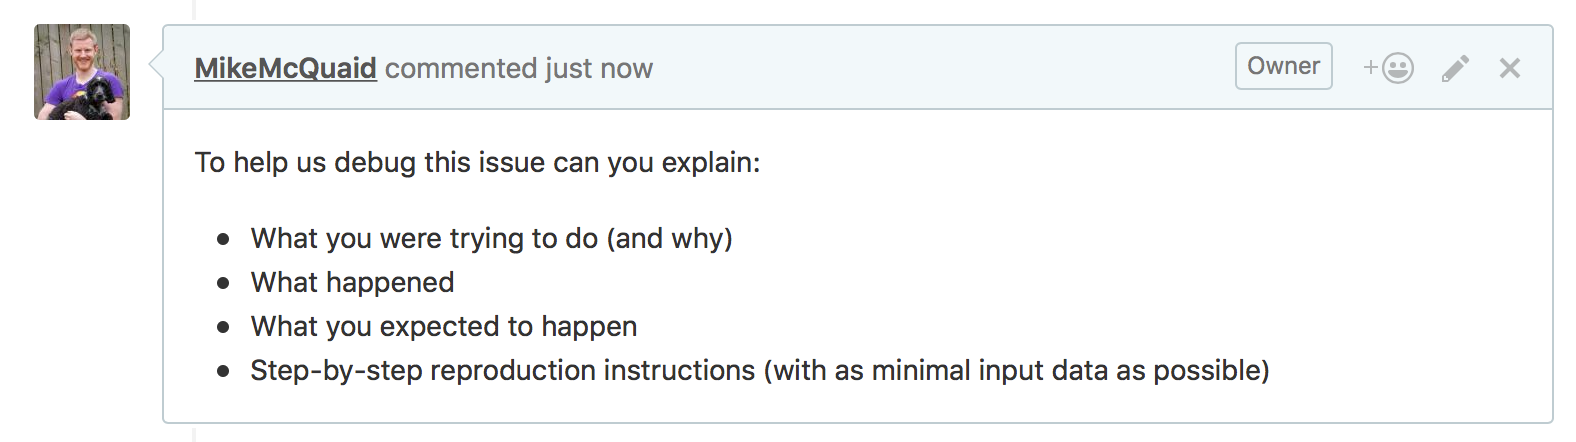 MikeMcQuaid commented just now Owner +
To help us debug this issue can you explain:
What you were trying to do (and why)
What happened
What you expected to happen
Step-by-step reproduction instructions (with as minimal input data as possible)